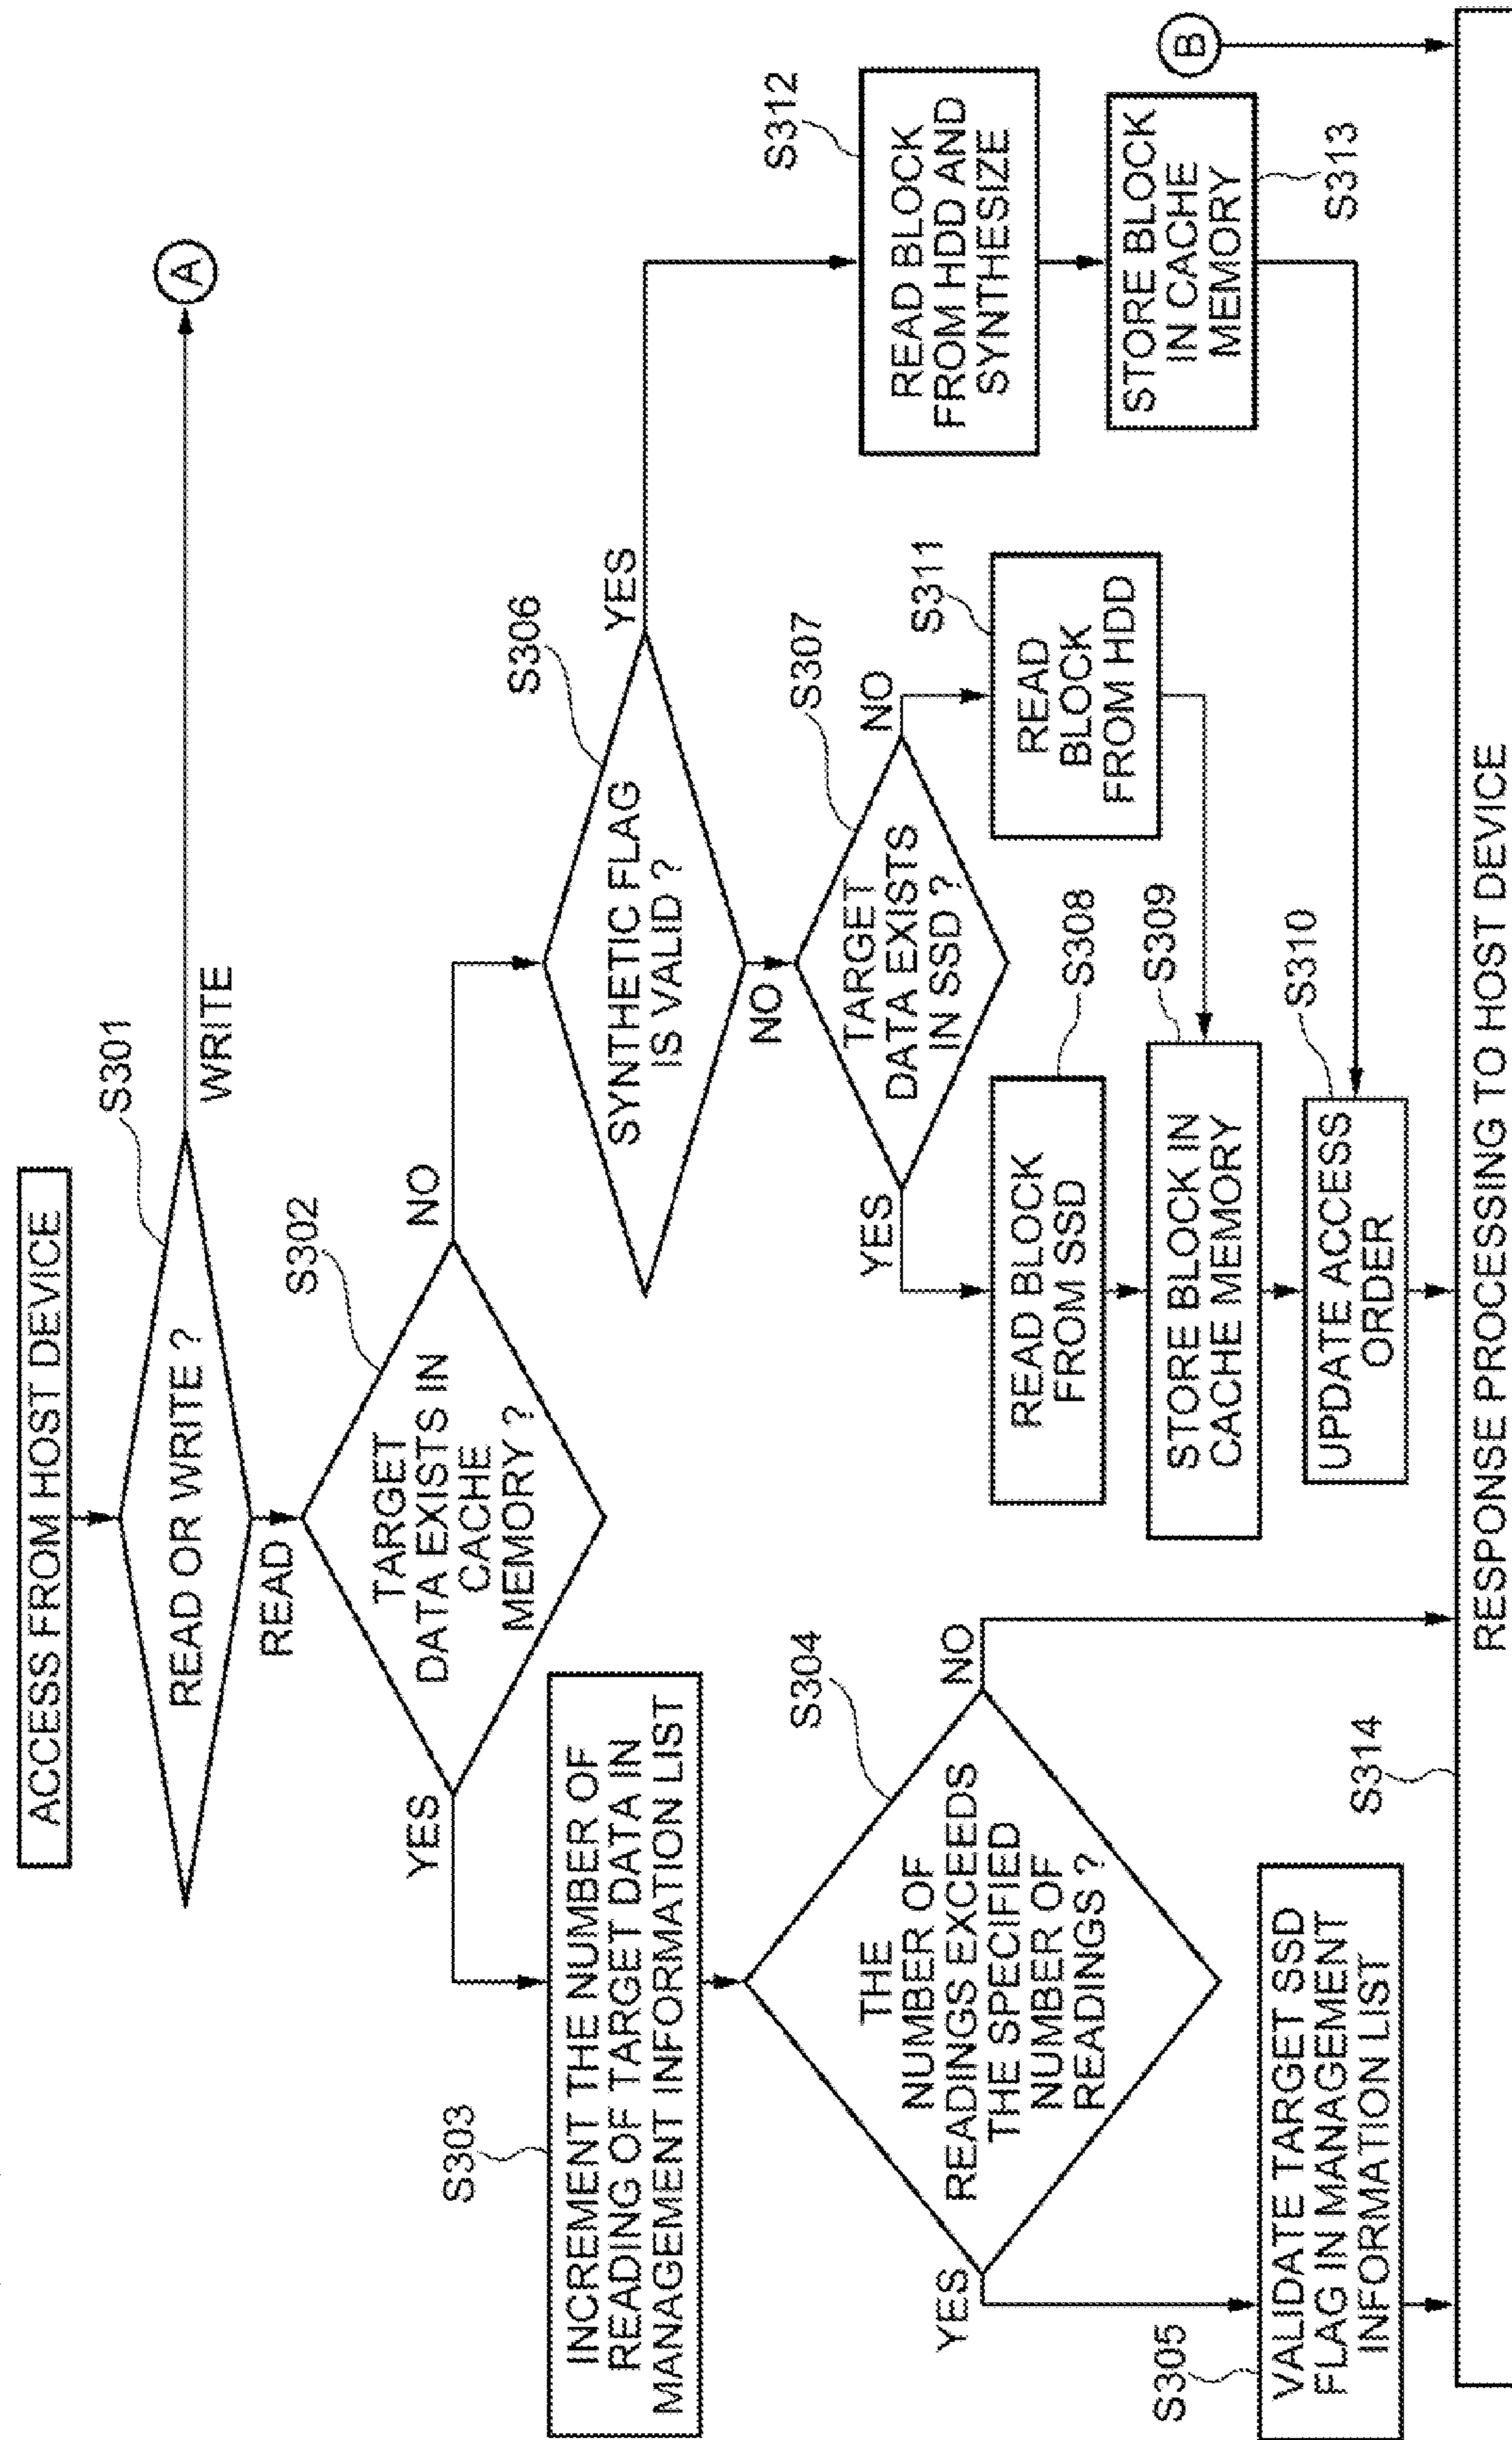 ACCESS FROM HOST DEVICE
S301
READ OR WRITE ?
WRITE
A
READ
S302
TARGET
DATA EXISTS IN
CACHE
MEMORY ?
YES
NO
S303
INCREMENT THE NUMBER OF
READING OF TARGET DATA IN
MANAGEMENT INFORMATION LIST
S304
THE
NUMBER OF
READINGS EXCEEDS
THE SPECIFIED
NUMBER OF
READINGS ?
YES
NO
S305
VALIDATE TARGET SSD
FLAG IN MANAGEMENT
INFORMATION LIST
S306
SYNTHETIC FLAG
IS VALID ?
YES
NO
S307
TARGET
DATA EXISTS
IN SSD ?
YES
NO
S308
READ BLOCK
FROM SSD
S311
READ
BLOCK
FROM HDD
S309
STORE BLOCK IN
CACHE MEMORY
S310
UPDATE ACCESS
ORDER
S312
READ BLOCK
FROM HDD AND
SYNTHESIZE
STORE BLOCK
IN CACHE
MEMORY
S313
B
S314
RESPONSE PROCESSING TO HOST DEVICE